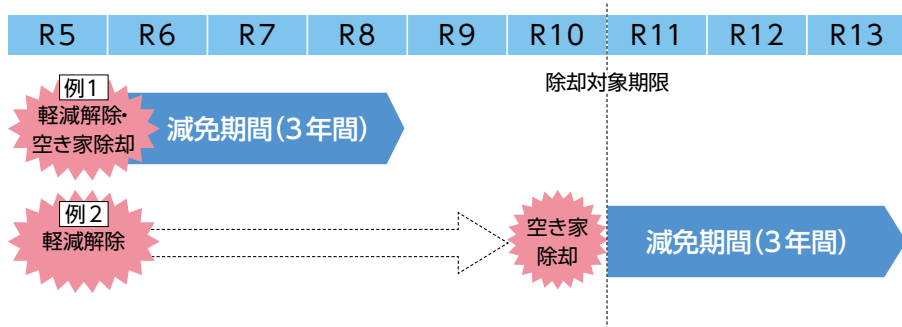 R5 R6 R7 R8 R9 R10 R11 R12 R13
除却対象期限
例1
軽減解除・
空き家除却
減免期間(3年間)
例2
軽減解除
空き家
除却
減免期間(3年間)